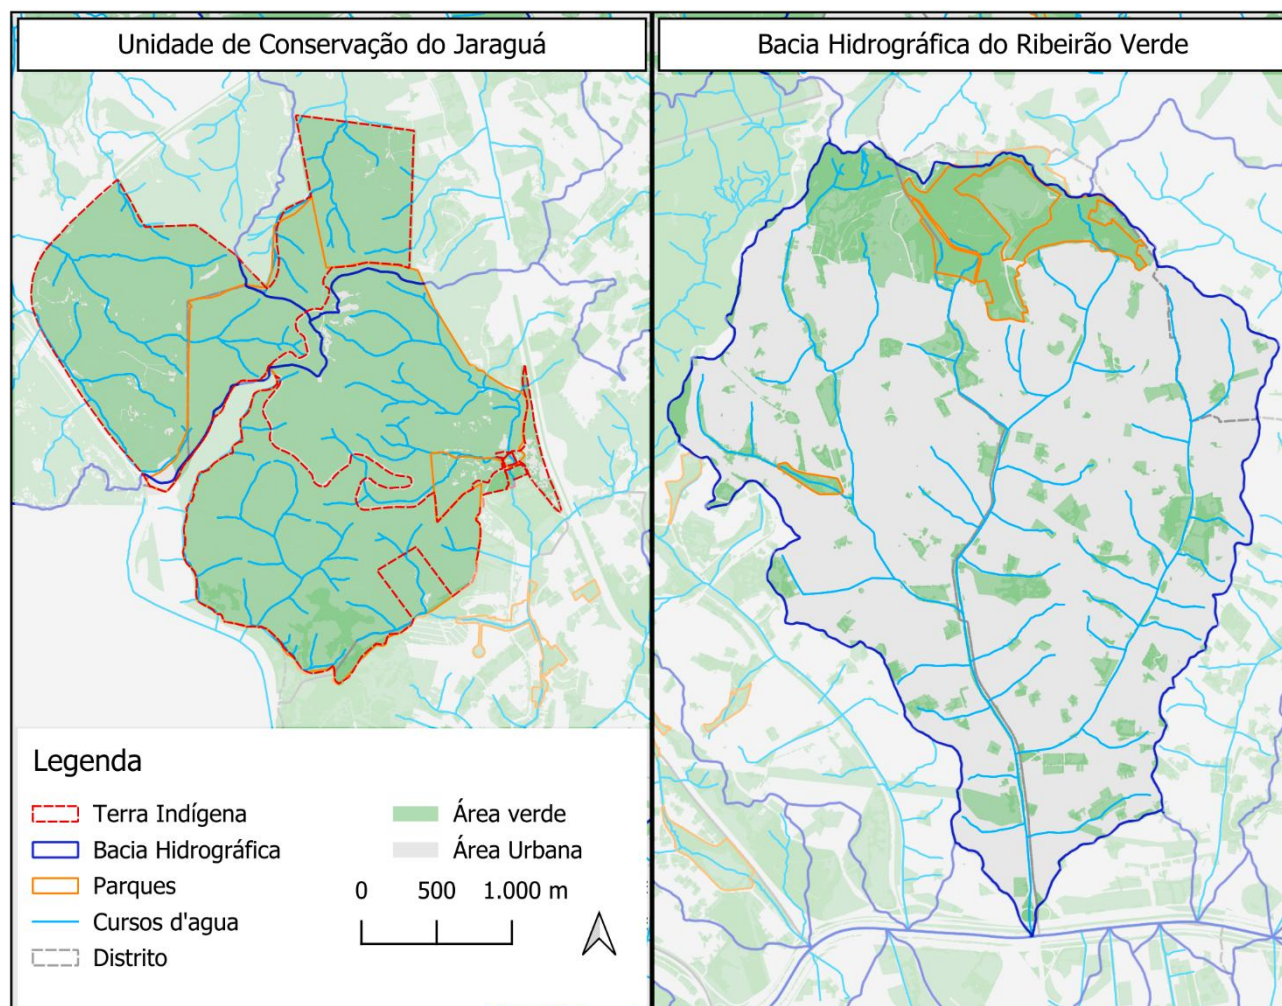 Unidade de Conservação do Jaraguá
Bacia Hidrográfica do Ribeirão Verde
Legenda
Terra Indígena
Bacia Hidrográfica
Parques
Cursos d'agua
Distrito
Área verde
Área Urbana
0 500 1.000 m